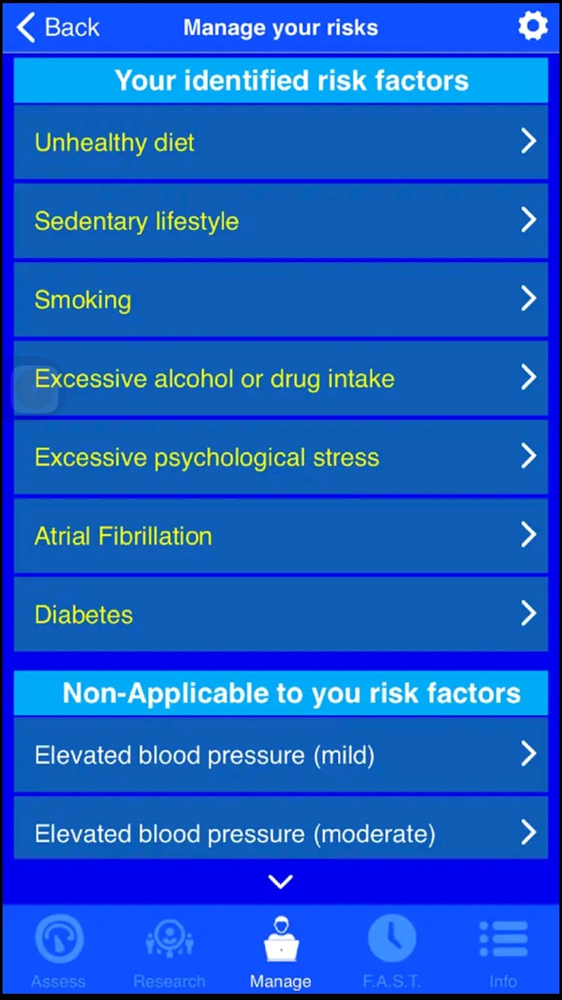 Back
Manage your risks
Your identified risk factors
Unhealthy diet
Sedentary lifestyle
Smoking
Excessive alcohol or drug intake
Excessive psychological stress
Atrial Fibrillation
Diabetes
Non-Applicable to you risk factors
Elevated blood pressure (mild)
Elevated blood pressure (moderate)
Assess
Research
Manage
F.A.S.T.
Info